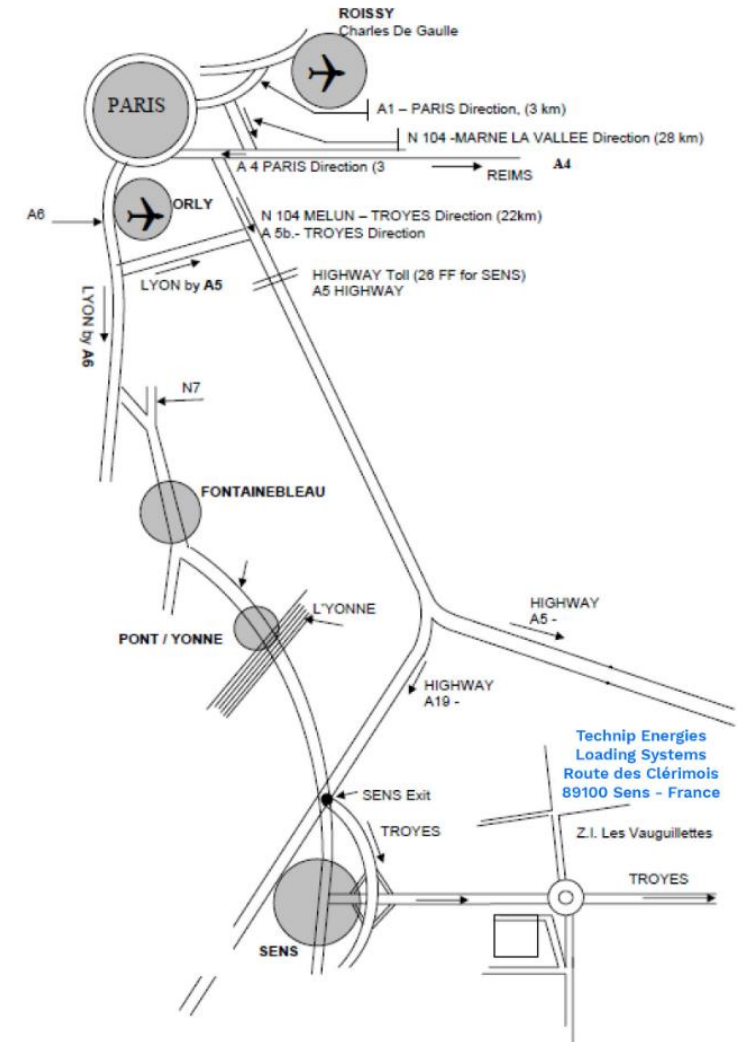 ROISSY
Charles De Gaulle
PARIS
A1 – PARIS Direction, (3 km)
N 104 -MARNE LA VALLEE Direction (28 km)
A 4 PARIS Direction (3
REIMS
A4
ORLY
A6
N 104 MELUN – TROYES Direction (22km)
A 5b.- TROYES Direction
LYON by A5
HIGHWAY Toll (26 FF for SENS)
A5 HIGHWAY
LYON by A6
N7
FONTAINEBLEAU
L'YONNE
PONT / YONNE
HIGHWAY
A5 -
HIGHWAY
A19 -
Technip Energies
Loading Systems
Route des Clérimois
89100 Sens - France
SENS Exit
TROYES
Z.I. Les Vauguillettes
TROYES
SENS